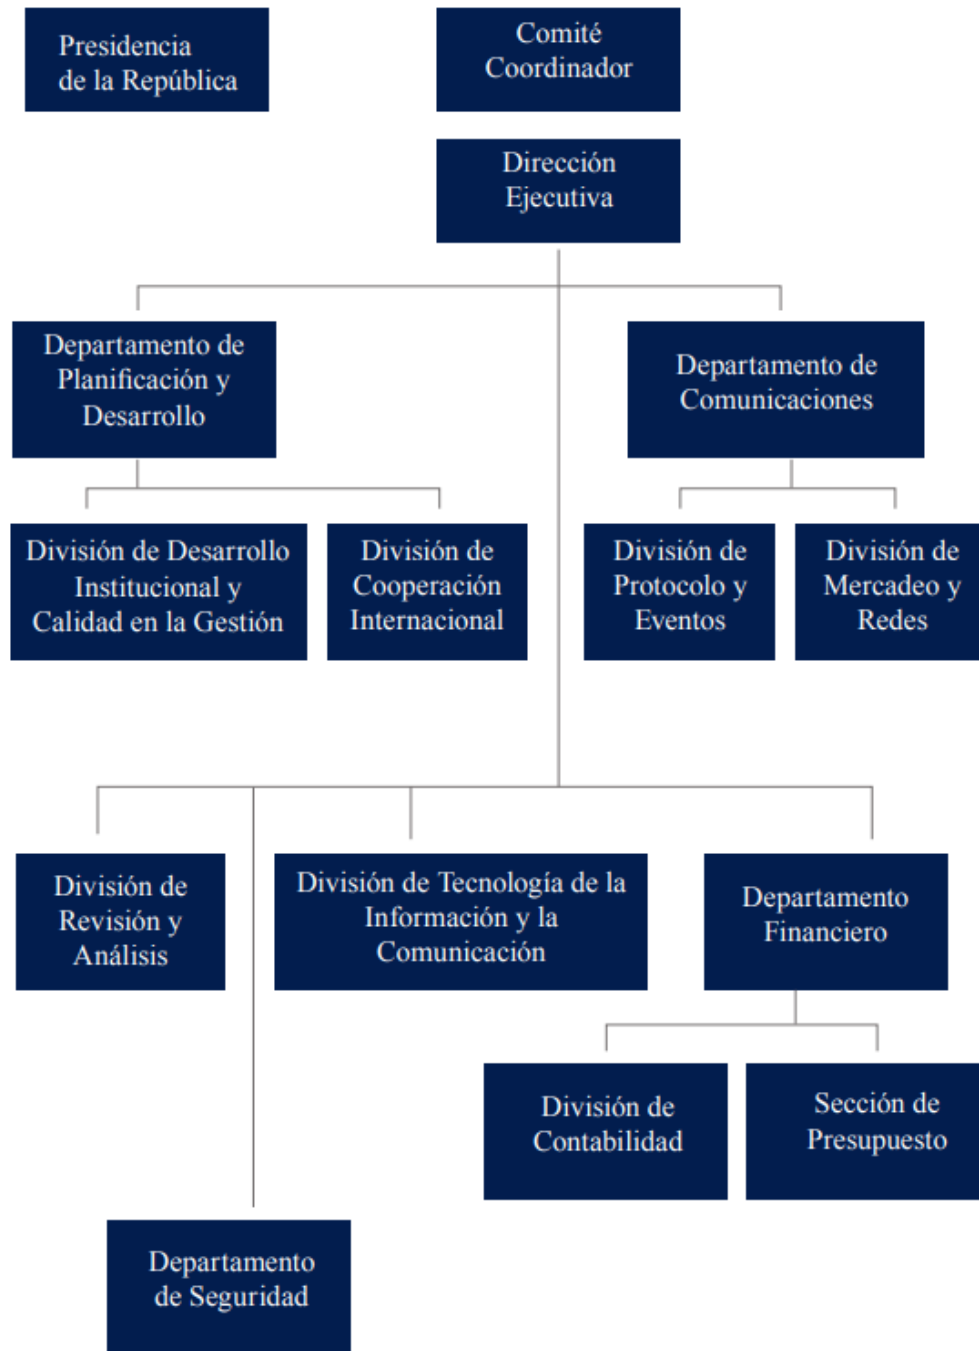 Presidencia
de la República
Comité
Coordinador
Dirección
Ejecutiva
Departamento de
Planificación y
Desarrollo
Departamento de
Comunicaciones
División de Desarrollo
Institucional y
Calidad en la Gestión
División de
Cooperación
Internacional
División de
Protocolo y
Eventos
División de
Mercadeo y
Redes
División de
Revisión y
Análisis
División de Tecnología de la
Información y la
Comunicación
Departamento
Financiero
División de
Contabilidad
Sección de
Presupuesto
Departamento
de Seguridad